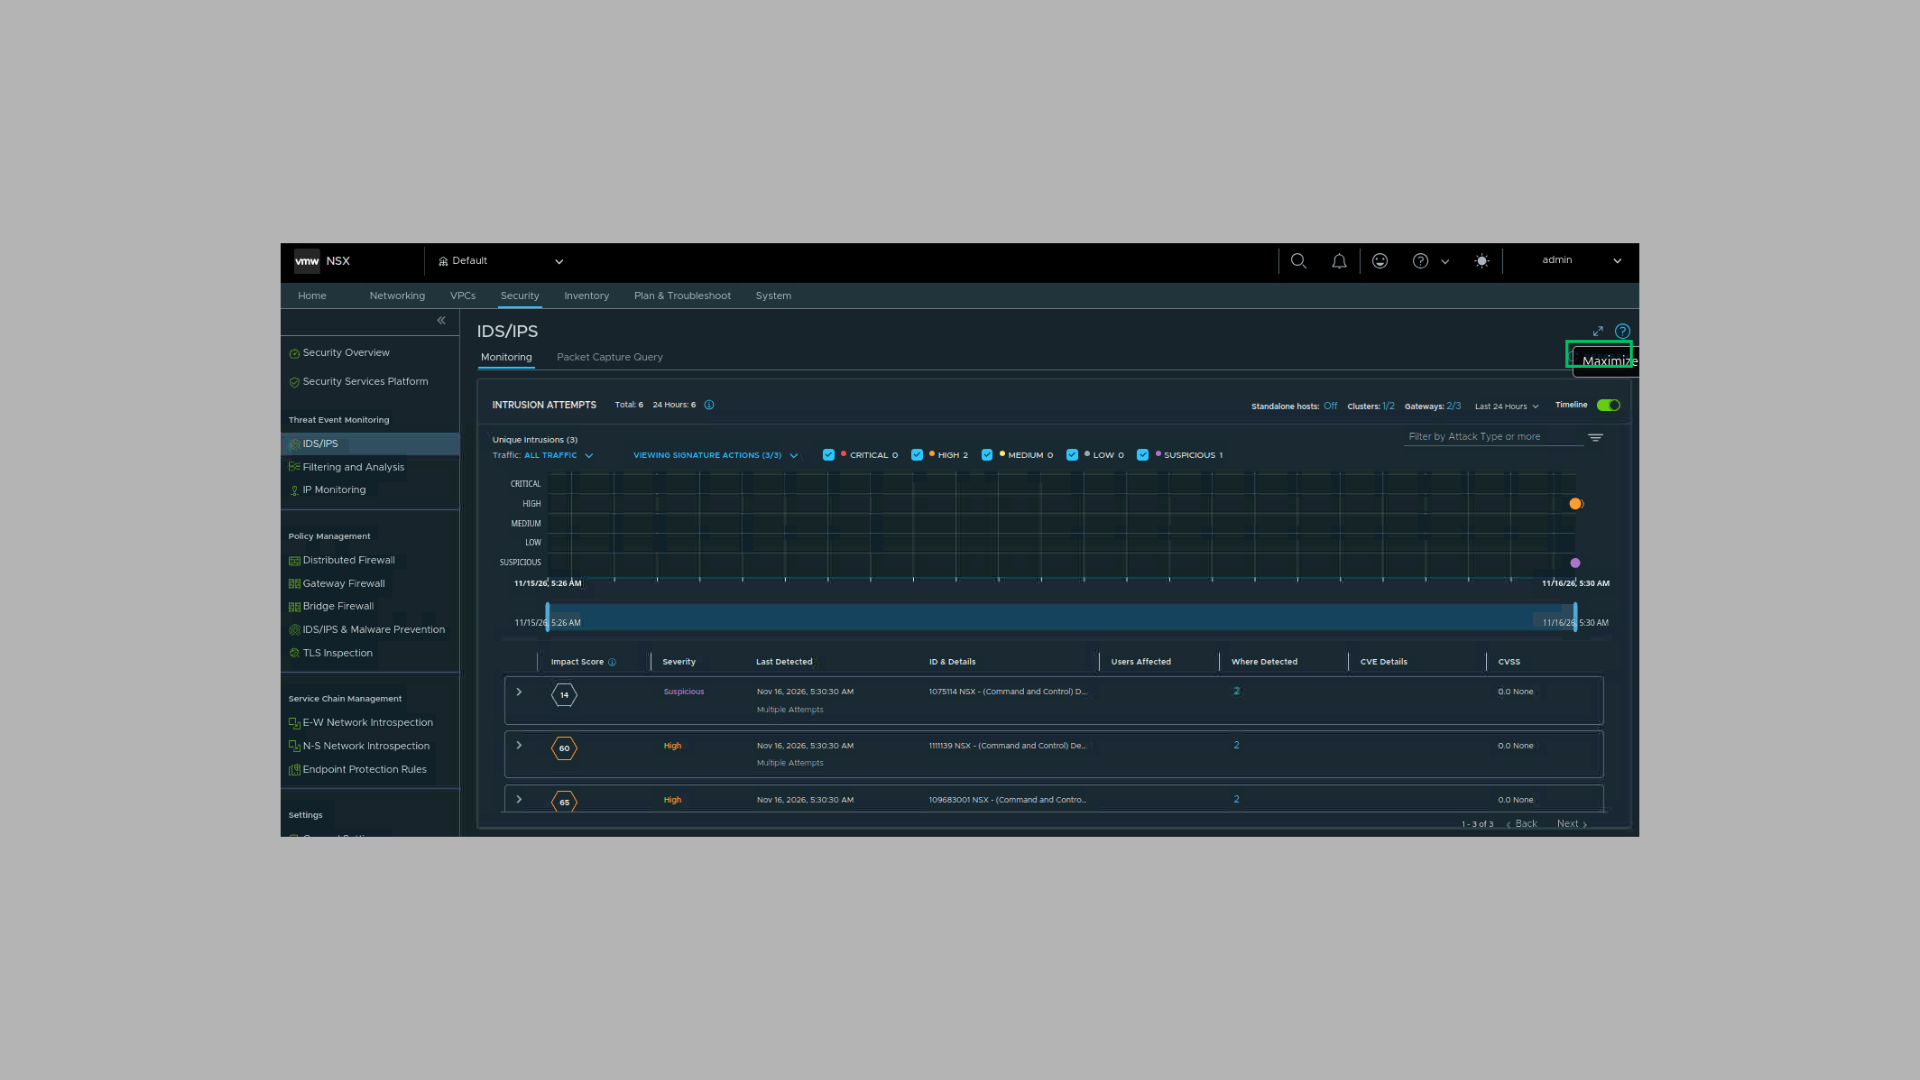 vmw NSX
Default
admin
Home Networking VPCs Security Inventory Plan & Troubleshoot System
IDS/IPS
Security Overview
Monitoring Packet Capture Query
Maximize
Security Services Platform
INTRUSION ATTEMPTS Total: 6 24 Hours: 6
Standalone hosts: Off Clusters: 1/2 Gateways: 2/3 Last 24 Hours Timeline
Threat Event Monitoring
IDS/IPS
Filtering and Analysis
IP Monitoring
Unique Intrusions (3)
Filter by Attack Type or more
Traffic: ALL TRAFFIC VIEWING SIGNATURE ACTIONS (3/3) CRITICAL 0 HIGH 2 MEDIUM 0 LOW 0 SUSPICIOUS 1
CRITICAL
HIGH
MEDIUM
LOW
SUSPICIOUS
11/15/26, 5:26 AM 11/16/26, 5:30 AM
11/15/26, 5:26 AM 11/16/26, 5:30 AM
Policy Management
Distributed Firewall
Gateway Firewall
Bridge Firewall
IDS/IPS & Malware Prevention
TLS Inspection
Service Chain Management
E-W Network Introspection
N-S Network Introspection
Endpoint Protection Rules
Settings
Impact Score Severity Last Detected ID & Details Users Affected Where Detected CVE Details CVSS
14 Suspicious Nov 16, 2026, 5:30:30 AM 1075114 NSX - (Command and Control) D... 2 0.0 None
Multiple Attempts
60 High Nov 16, 2026, 5:30:30 AM 1111139 NSX - (Command and Control) De... 2 0.0 None
Multiple Attempts
65 High Nov 16, 2026, 5:30:30 AM 109683001 NSX - (Command and Contro... 2 0.0 None
1 - 3 of 3 Back Next